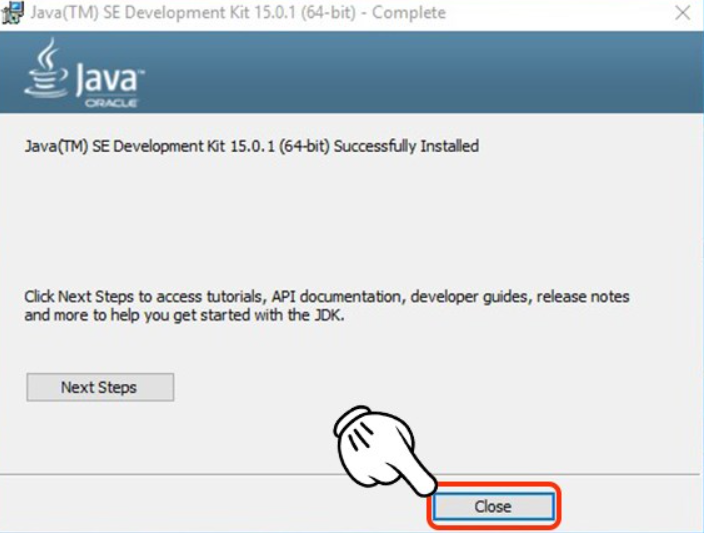 Java(TM) SE Development Kit 15.0.1 (64-bit) - Complete
Java™
ORACLE
Java(TM) SE Development Kit 15.0.1 (64-bit) Successfully Installed
Click Next Steps to access tutorials, API documentation, developer guides, release notes
and more to help you get started with the JDK.
Next Steps
Close